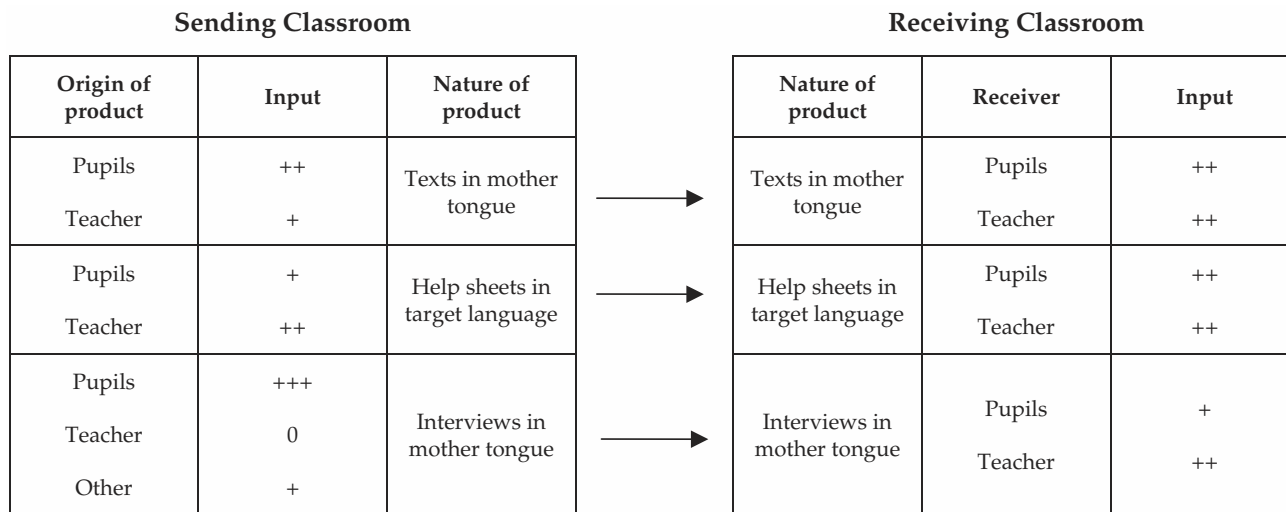 Sending Classroom
Origin of product
Input
Nature of product
Pupils
++
Texts in mother tongue
Teacher
+
Pupils
+
Help sheets in target language
Teacher
++
Pupils
+++
Teacher
0
Interviews in mother tongue
Other
+
Receiving Classroom
Nature of product
Receiver
Input
Texts in mother tongue
Pupils
++
Teacher
++
Help sheets in target language
Pupils
++
Teacher
++
Interviews in mother tongue
Pupils
+
Teacher
++